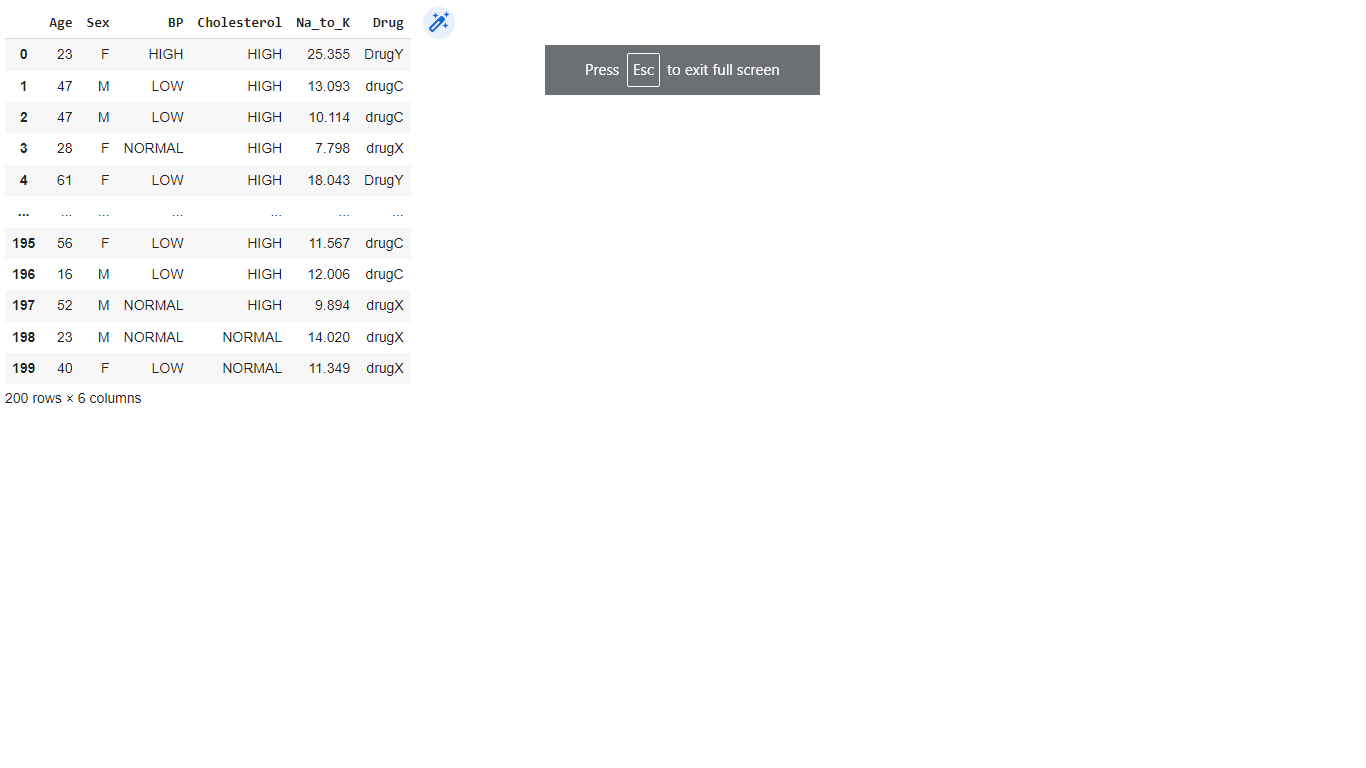 Age Sex BP Cholesterol Na_to_K Drug
0 23 F HIGH HIGH 25.355 DrugY
Press Esc to exit full screen
1 47 M LOW HIGH 13.093 drugC
2 47 M LOW HIGH 10.114 drugC
3 28 F NORMAL HIGH 7.798 drugX
4 61 F LOW HIGH 18.043 DrugY
... ... ... ... ... ... ...
195 56 F LOW HIGH 11.567 drugC
196 16 M LOW HIGH 12.006 drugC
197 52 M NORMAL HIGH 9.894 drugX
198 23 M NORMAL NORMAL 14.020 drugX
199 40 F LOW NORMAL 11.349 drugX
200 rows × 6 columns